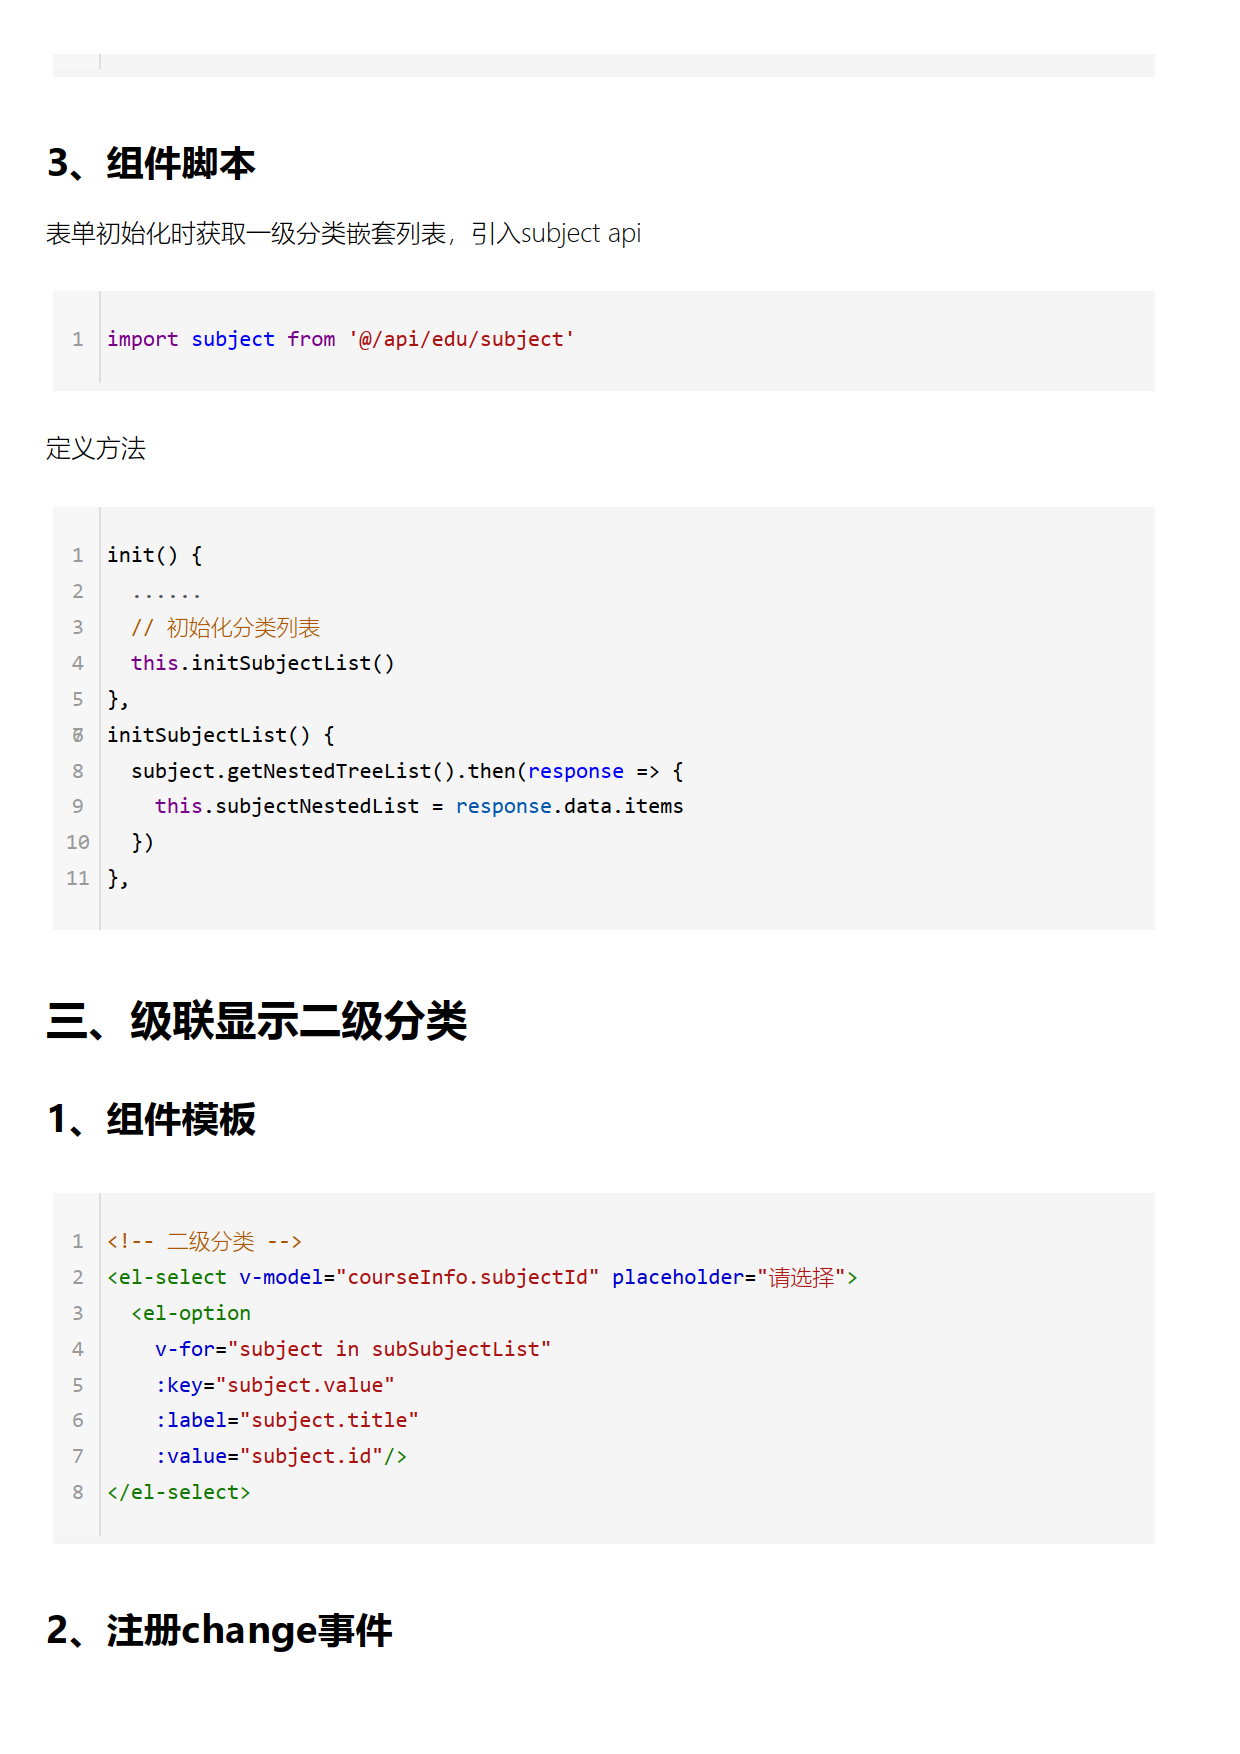 3、组件脚本
表单初始化时获取一级分类嵌套列表，引入subject api
1 import subject from '@/api/edu/subject'
定义方法
1 init() {
2   ......
3   // 初始化分类列表
4   this.initSubjectList()
5 },
6
7 initSubjectList() {
8   subject.getNestedTreeList().then(response => {
9     this.subjectNestedList = response.data.items
10   })
11 },
三、级联显示二级分类
1、组件模板
1 <!-- 二级分类 -->
2 <el-select v-model="courseInfo.subjectId" placeholder="请选择">
3   <el-option
4     v-for="subject in subSubjectList"
5     :key="subject.value"
6     :label="subject.title"
7     :value="subject.id"/>
8 </el-select>
2、注册change事件